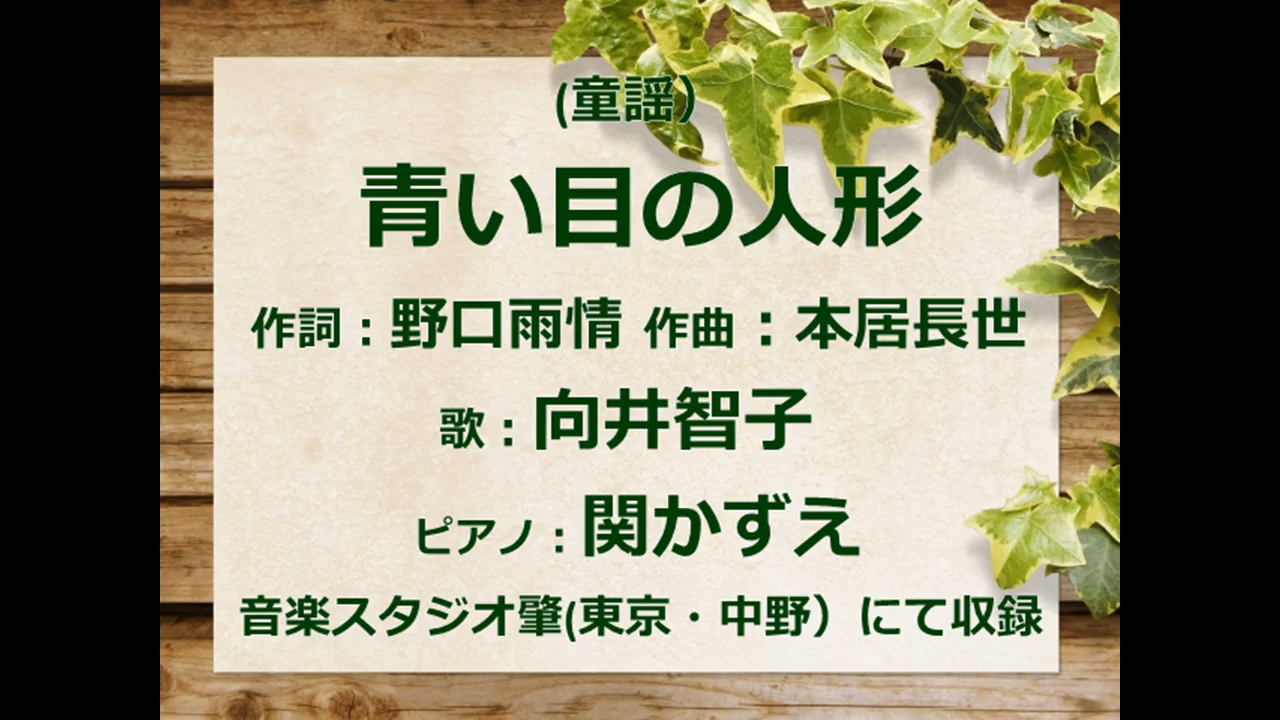 (童謡）
青い目の人形
作詞：野口雨情 作曲：本居長世
歌：向井智子
ピアノ：関かずえ
音楽スタジオ肇(東京・中野）にて収録